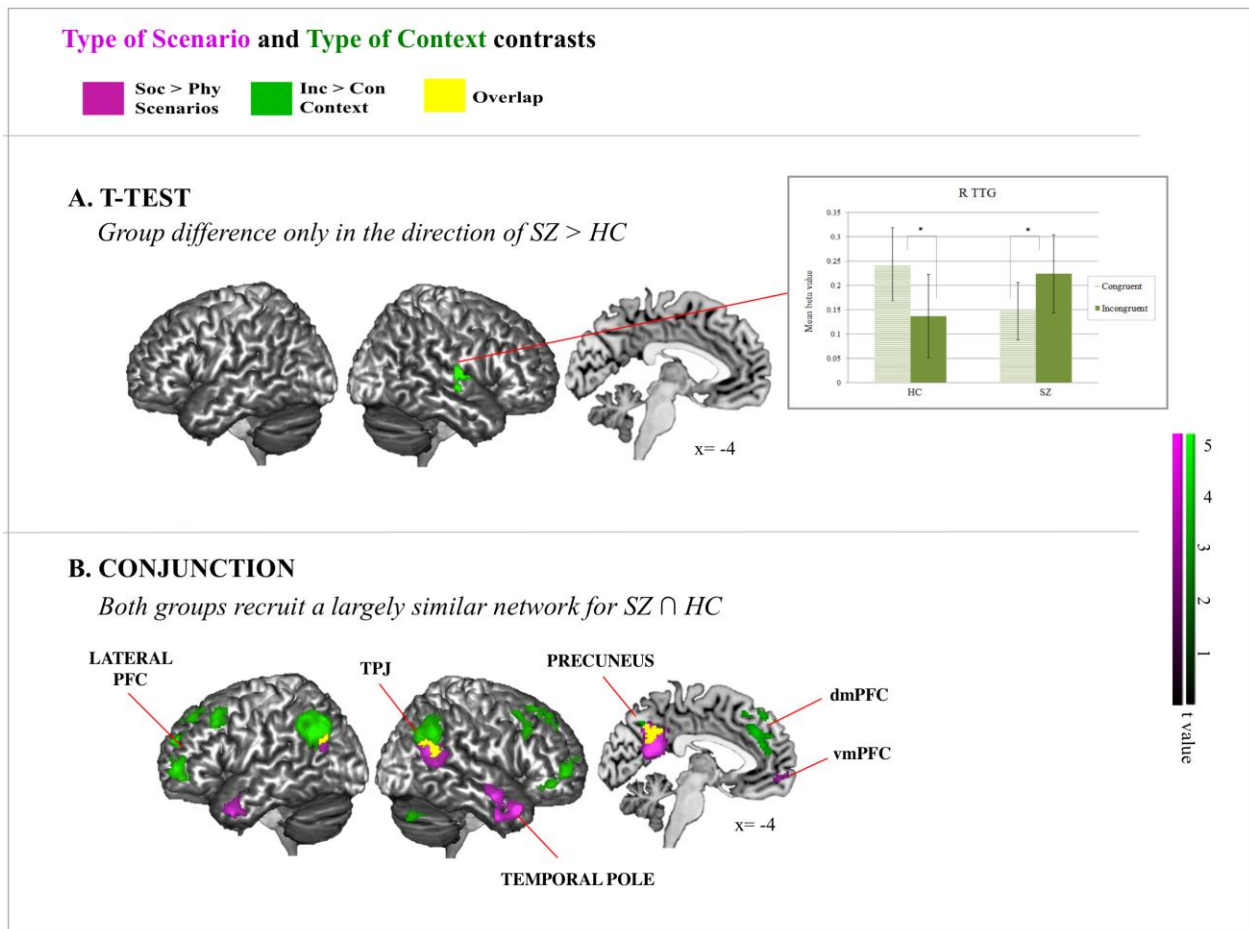 Type of Scenario and Type of Context contrasts
Soc > Phy
Scenarios
Inc > Con
Context
Overlap
A. T-TEST
Group difference only in the direction of SZ > HC
R TTG
0.35
0.3
0.25
0.2
0.15
0.1
0.05
0
Mean beta value
*
*
HC
SZ
Congruent
Incongruent
x= -4
5
4
3
2
1
t value
B. CONJUNCTION
Both groups recruit a largely similar network for SZ ∩ HC
LATERAL
PFC
TPJ
PRECUNEUS
dmPFC
vmPFC
x= -4
TEMPORAL POLE